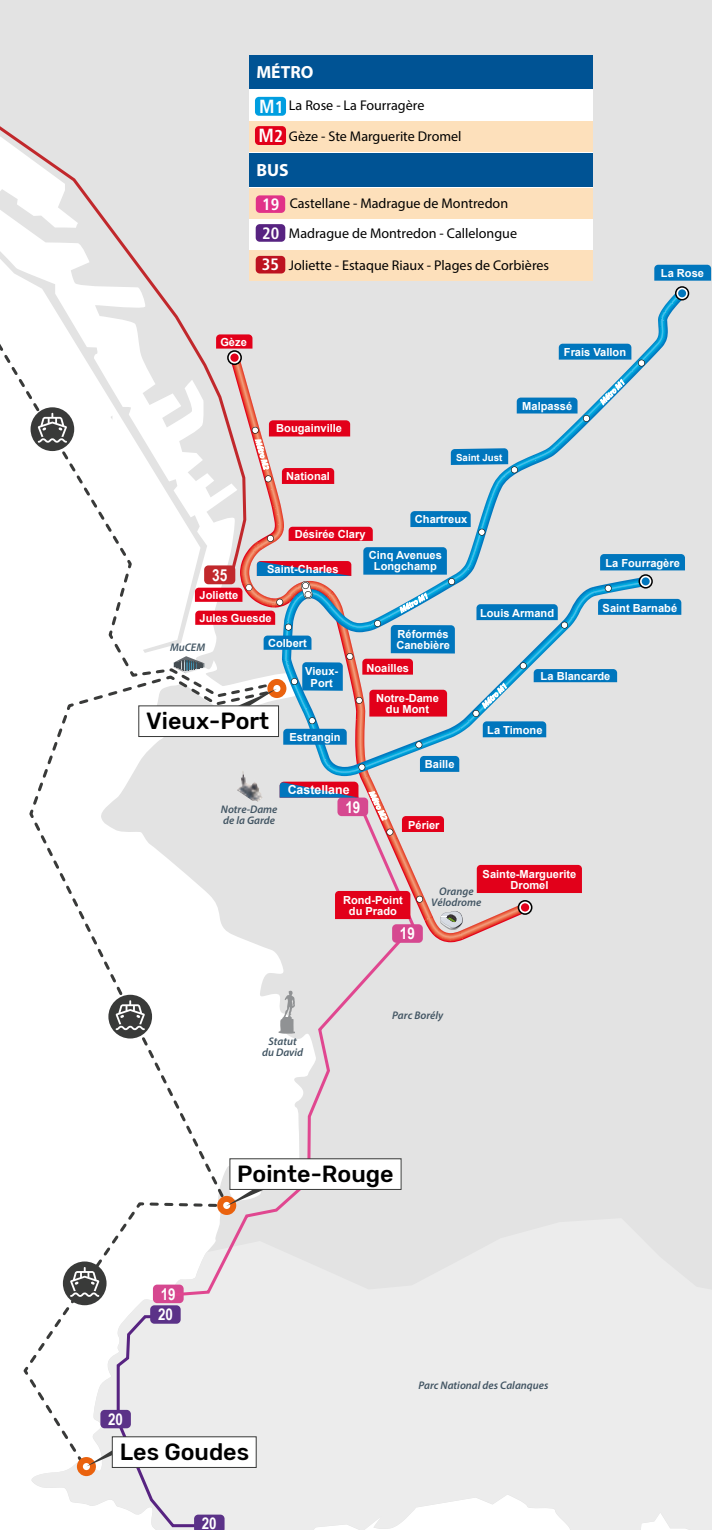 MÉTRO
M1 La Rose - La Fourragère
M2 Gèze - Ste Marguerite Dromel
BUS
19 Castellane - Madrague de Montredon
20 Madrague de Montredon - Callelongue
35 Joliette - Estaque Riaux - Plages de Corbières
La Rose
Gèze
Frais Vallon
Métro M1
Malpassé
Bougainville
Métro M2
Saint Just
National
Chartreux
Désirée Clary
Cinq Avenues
Longchamp
Saint-Charles
La Fourragère
35
Joliette
Métro M1
Saint Barnabé
Jules Guesde
Louis Armand
Réformés
Canebière
Colbert
MuCEM
Noailles
Vieux-
Port
La Blancarde
Métro M1
Notre-Dame
du Mont
Vieux-Port
La Timone
Estrangin
Baille
Castellane
19
Métro M2
Notre-Dame
de la Garde
Périer
Sainte-Marguerite
Dromel
Orange
Vélodrome
Rond-Point
du Prado
19
Parc Borély
Statut
du David
Pointe-Rouge
19
20
Parc National des Calanques
20
Les Goudes
20